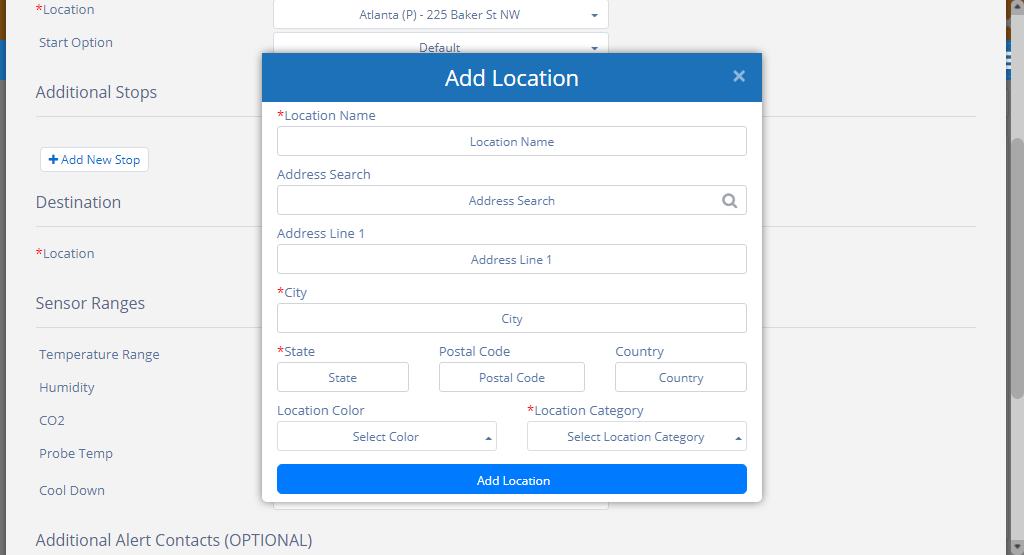 *Location
Atlanta (P) - 225 Baker St NW
Start Option
Default
Additional Stops
Add New Stop
Destination
*Location
Sensor Ranges
Temperature Range
Humidity
CO2
Probe Temp
Cool Down
Additional Alert Contacts (OPTIONAL)
Add Location
*Location Name
Location Name
Address Search
Address Search
Address Line 1
Address Line 1
*City
City
*State Postal Code Country
State Postal Code Country
Location Color *Location Category
Select Color Select Location Category
Add Location